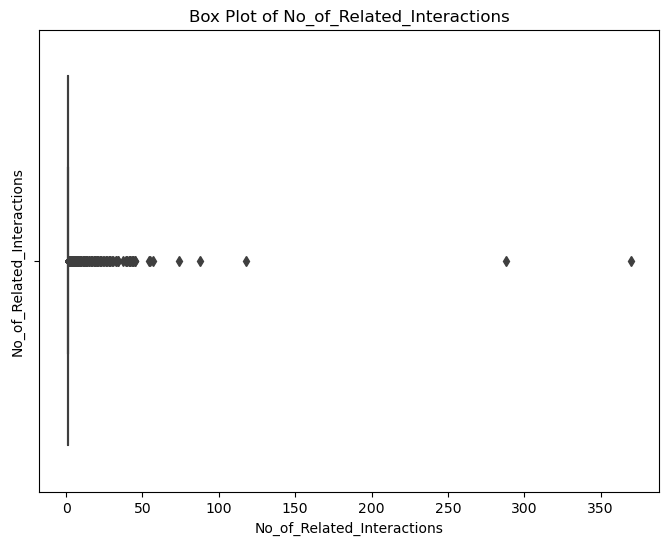 Box Plot of No_of_Related_Interactions
No_of_Related_Interactions
0 50 100 150 200 250 300 350
No_of_Related_Interactions